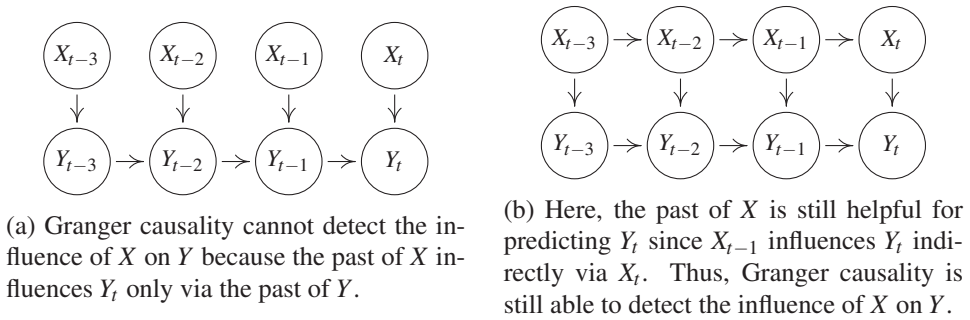 X_{t−3} X_{t−2} X_{t−1} X_t
Y_{t−3} Y_{t−2} Y_{t−1} Y_t
(a) Granger causality cannot detect the in-
fluence of X on Y because the past of X in-
fluences Y_t only via the past of Y.
X_{t−3} X_{t−2} X_{t−1} X_t
Y_{t−3} Y_{t−2} Y_{t−1} Y_t
(b) Here, the past of X is still helpful for
predicting Y_t since X_{t−1} influences Y_t indi-
rectly via X_t. Thus, Granger causality is
still able to detect the influence of X on Y.